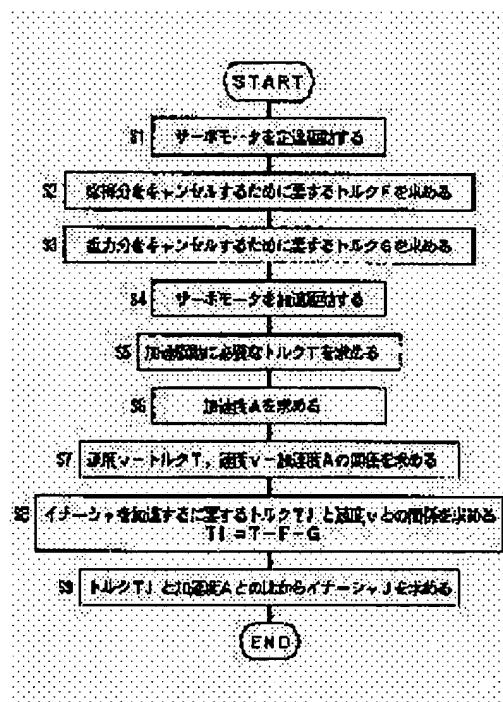 START
S1 サーボモータを定速駆動する
S2 摩擦分をキャンセルするために要するトルクFを求める
S3 重力分をキャンセルするために要するトルクGを求める
S4 サーボモータを加速駆動する
S5 加速駆動に必要なトルクTを求める
S6 加速度Aを求める
S7 速度v－トルクT，速度v－加速度Aの関係を求める
S8 イナーシャを加速するに要するトルクTJと速度vとの関係を求める
TJ＝T－F－G
S9 トルクTJと加速度Aとの比からイナーシャJを求める
END